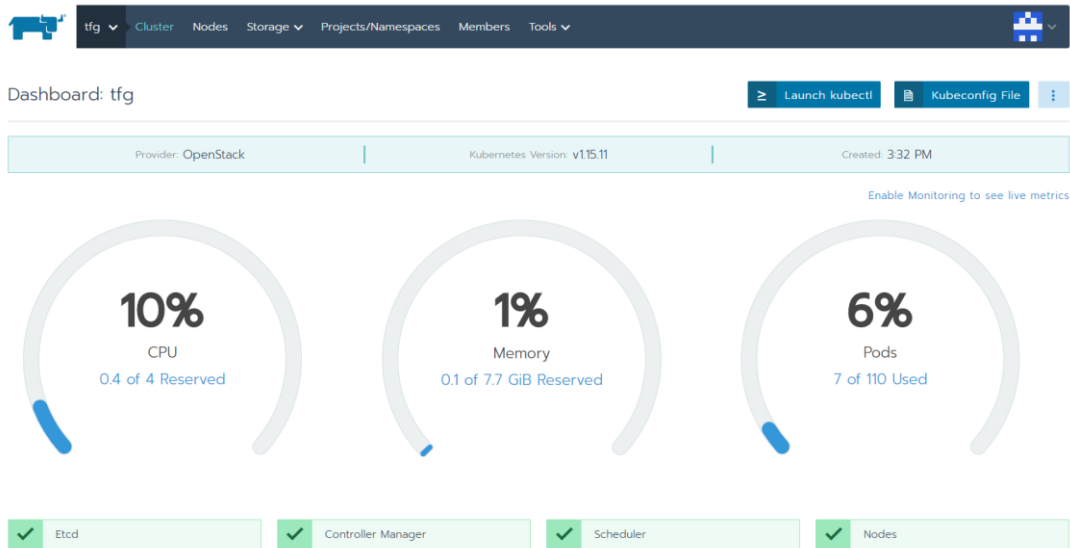 tfg Cluster Nodes Storage Projects/Namespaces Members Tools
Dashboard: tfg
Launch kubectl Kubeconfig File
Provider: OpenStack Kubernetes Version: v1.15.11 Created: 3:32 PM
Enable Monitoring to see live metrics
10% 1% 6%
CPU Memory Pods
0.4 of 4 Reserved 0.1 of 7.7 GiB Reserved 7 of 110 Used
Etcd Controller Manager Scheduler Nodes